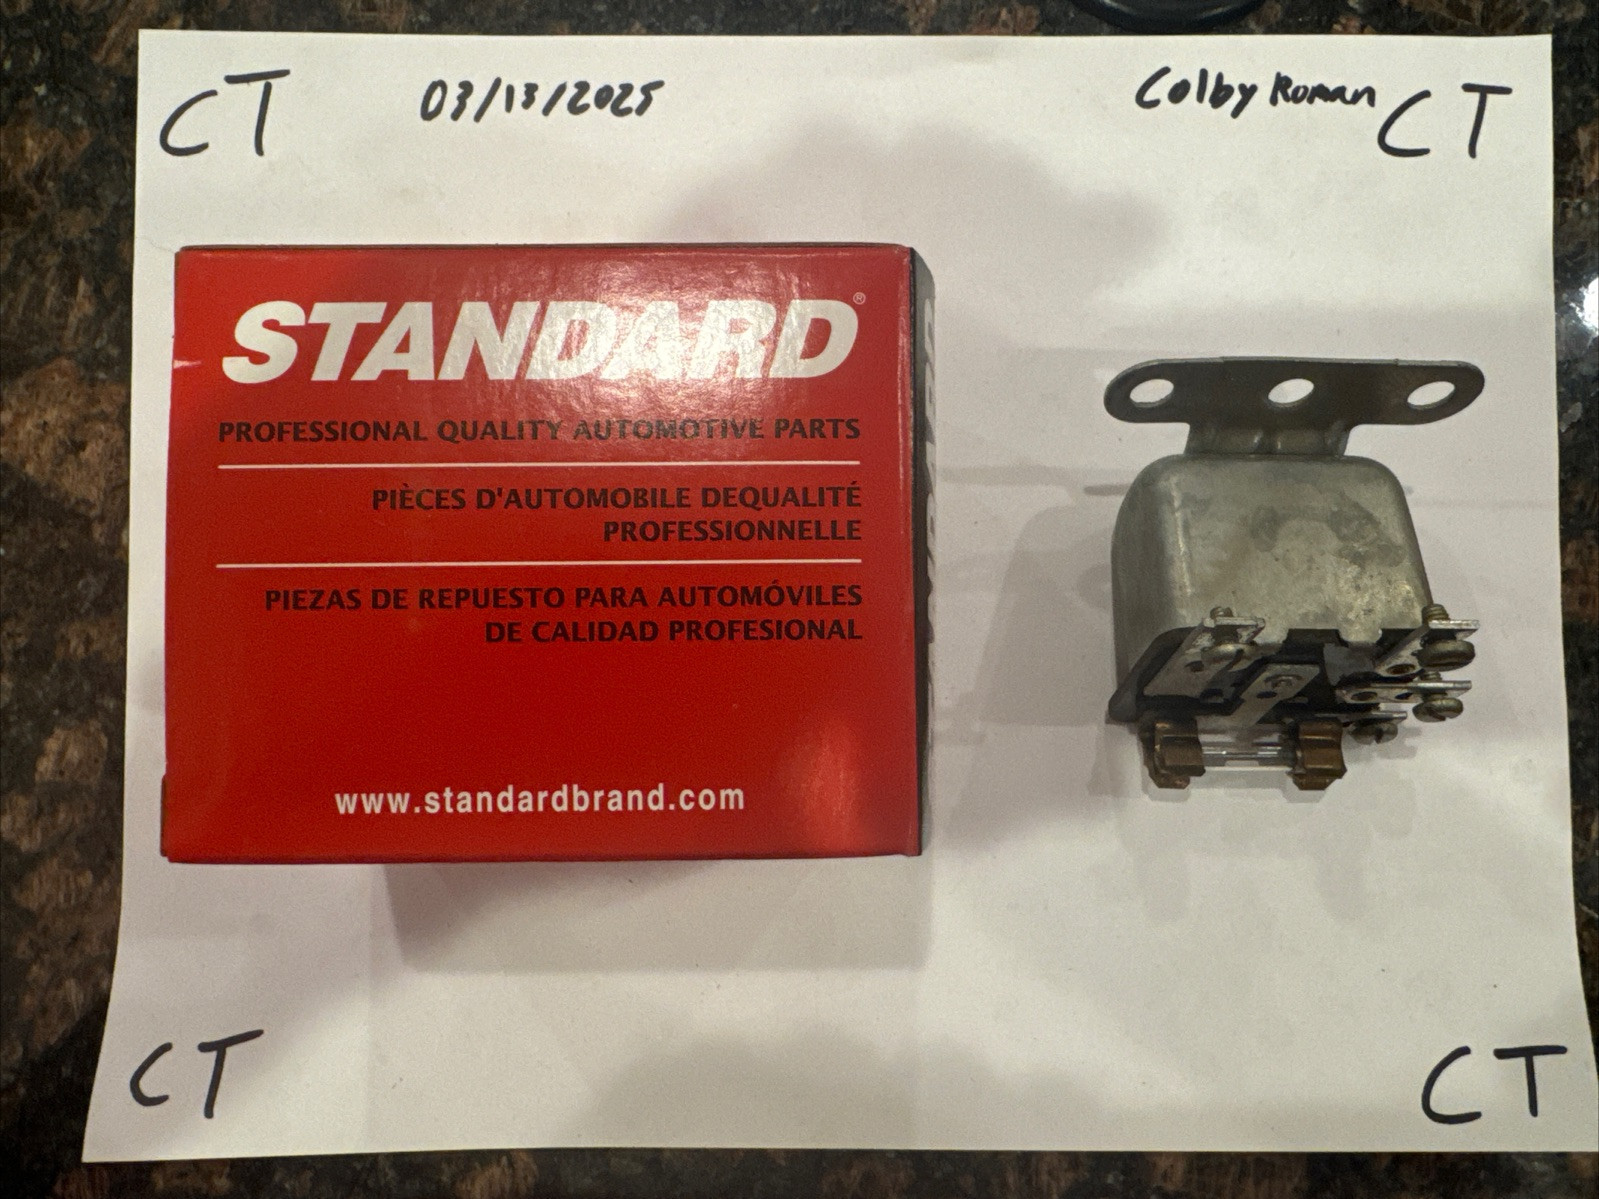 CT 03/13/2025 Colby Roman CT
STANDARD®
PROFESSIONAL QUALITY AUTOMOTIVE PARTS
PIÈCES D'AUTOMOBILE DEQUALITÉ
PROFESSIONNELLE
PIEZAS DE REPUESTO PARA AUTOMÓVILES
DE CALIDAD PROFESIONAL
www.standardbrand.com
CT CT